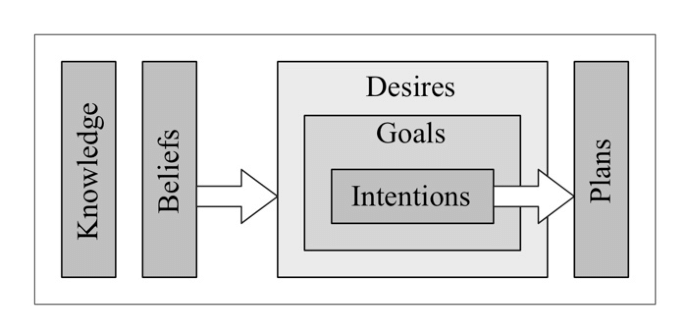 Knowledge
Beliefs
Desires
Goals
Intentions
Plans